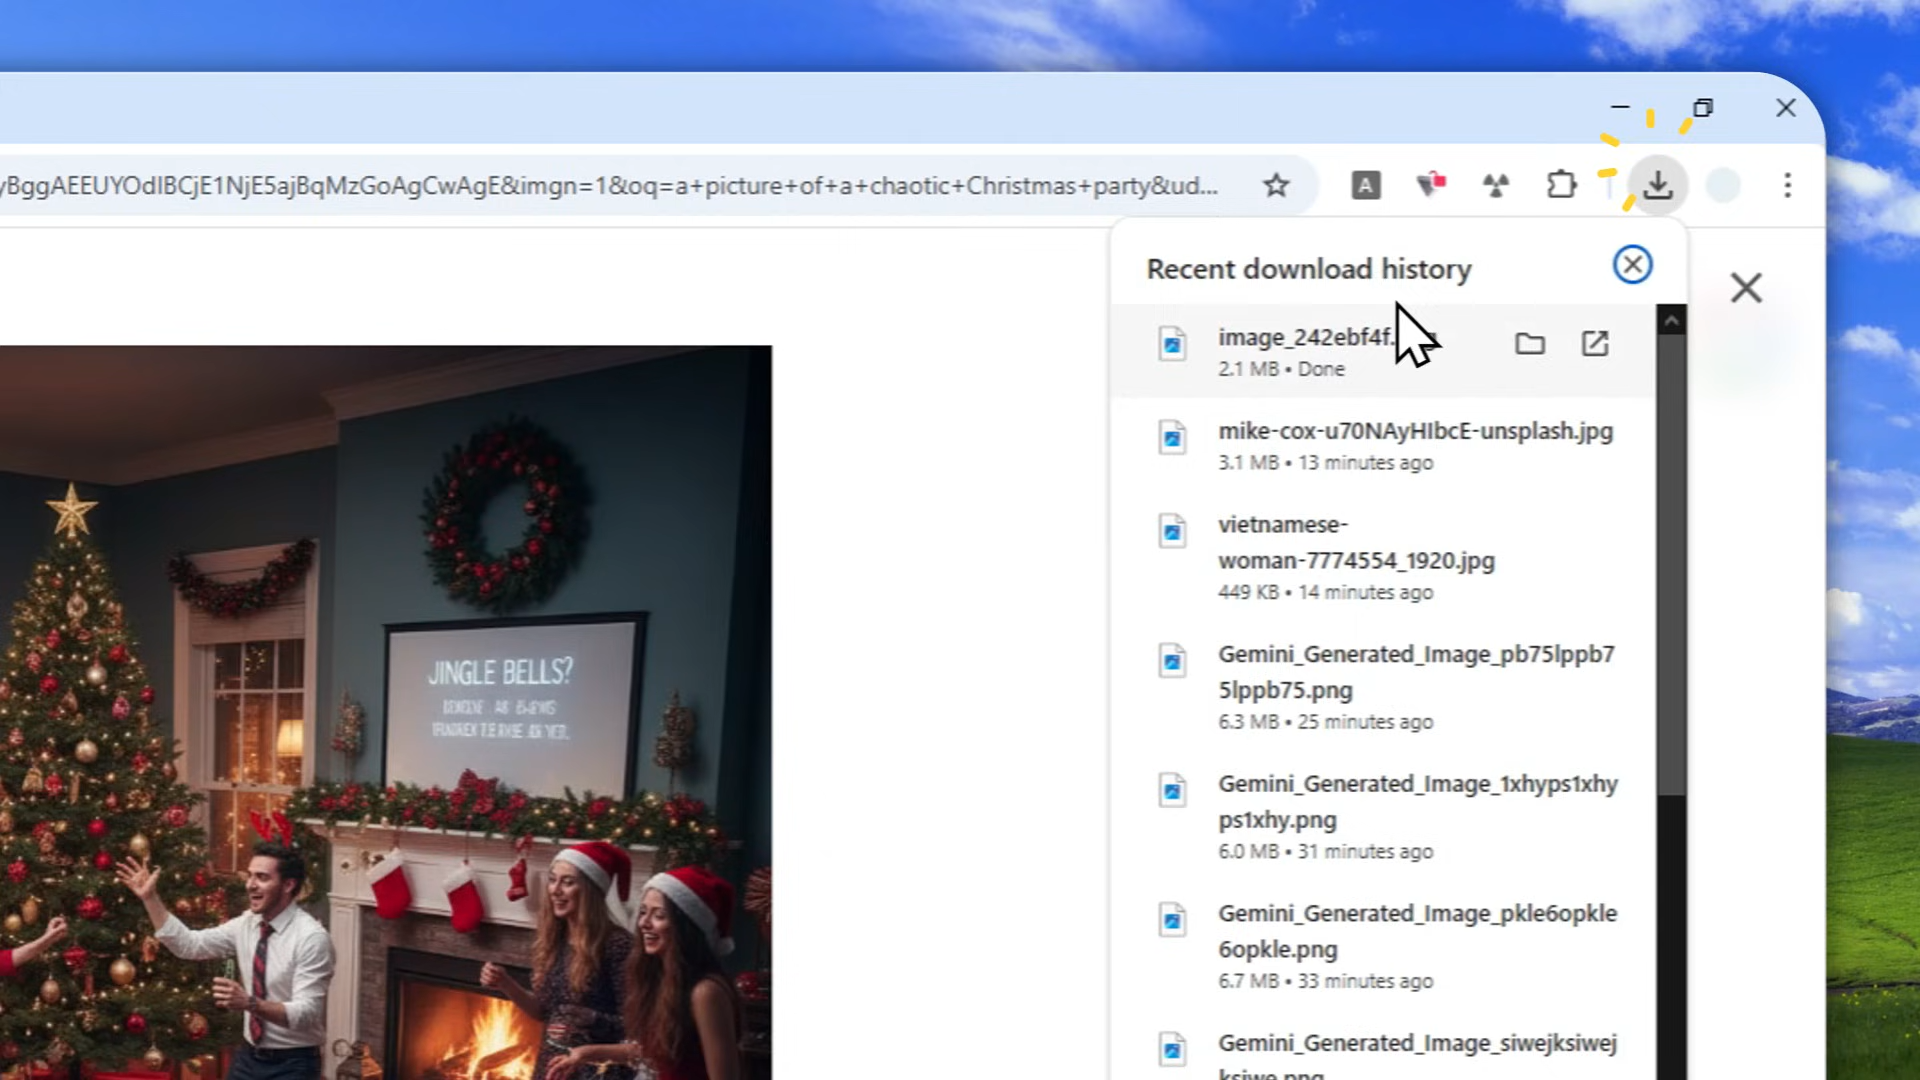 yBggAEEUYOdIBCjE1NjE5ajBqMzGoAgCwAgE&imgn=1&oq=a+picture+of+a+chaotic+Christmas+party&ud...
A
Recent download history
image_242ebf4f.
2.1 MB • Done
mike-cox-u70NAyHIbcE-unsplash.jpg
3.1 MB • 13 minutes ago
vietnamese-
woman-7774554_1920.jpg
449 KB • 14 minutes ago
Gemini_Generated_Image_pb75lppb7
5lppb75.png
6.3 MB • 25 minutes ago
Gemini_Generated_Image_1xhyps1xhy
ps1xhy.png
6.0 MB • 31 minutes ago
Gemini_Generated_Image_pkle6opkle
6opkle.png
6.7 MB • 33 minutes ago
Gemini_Generated_Image_siwejksiwej
ksiwe.png
JINGLE BELLS?